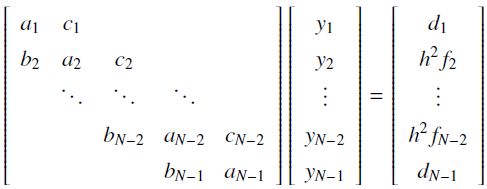 a₁ c₁ y₁ d₁
b₂ a₂ c₂ y₂ h²f₂
⋱ ⋱ ⋱ ⋮ = ⋮
b_{N−2} a_{N−2} c_{N−2} y_{N−2} h²f_{N−2}
b_{N−1} a_{N−1} y_{N−1} d_{N−1}